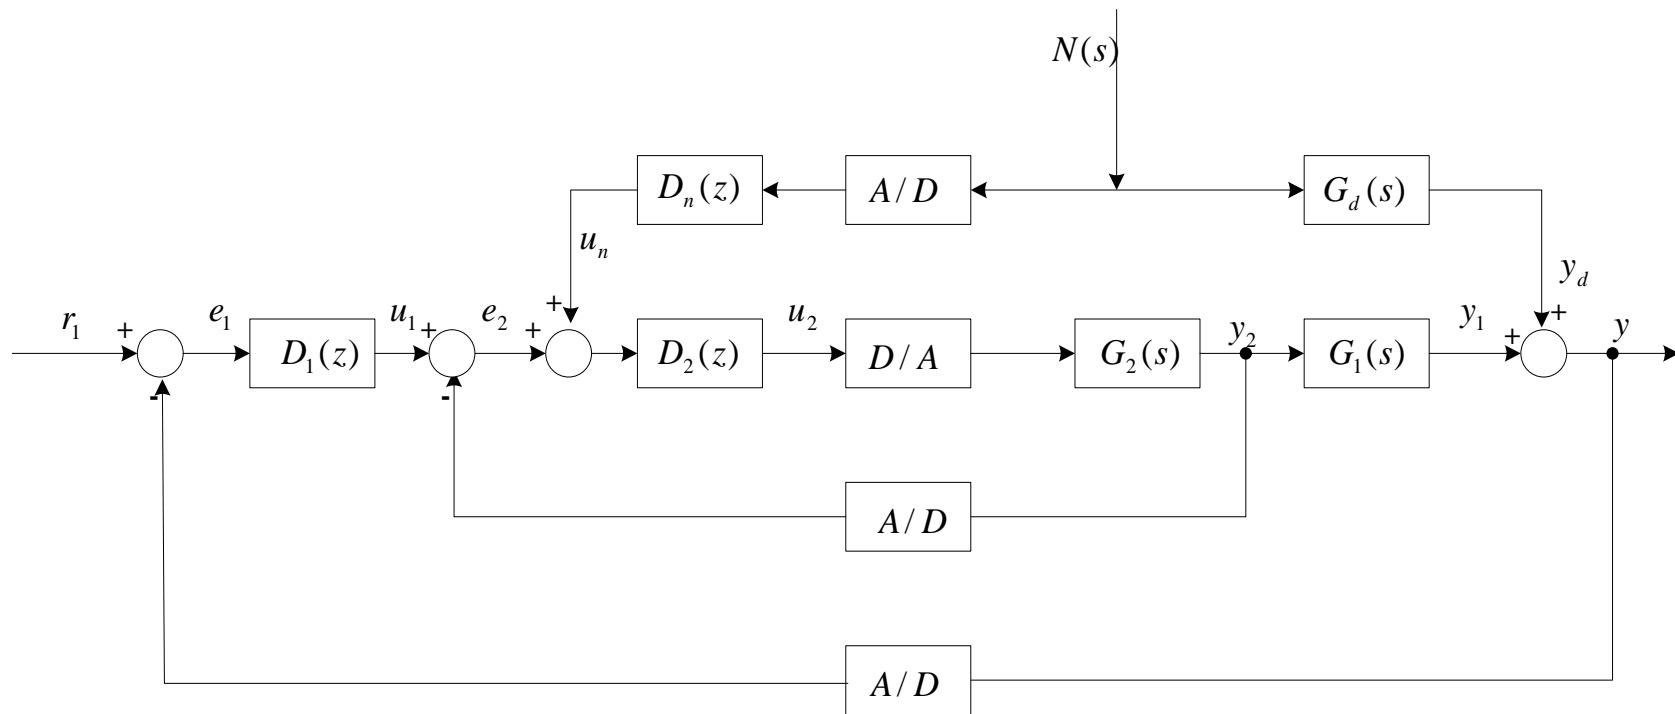 N(s)
D_n(z)
A/D
G_d(s)
u_n
y_d
+
+
r_1
+
e_1
u_1
+
e_2
+
u_2
y_2
y_1
+
y
D_1(z)
D_2(z)
D/A
G_2(s)
G_1(s)
-
-
A/D
A/D